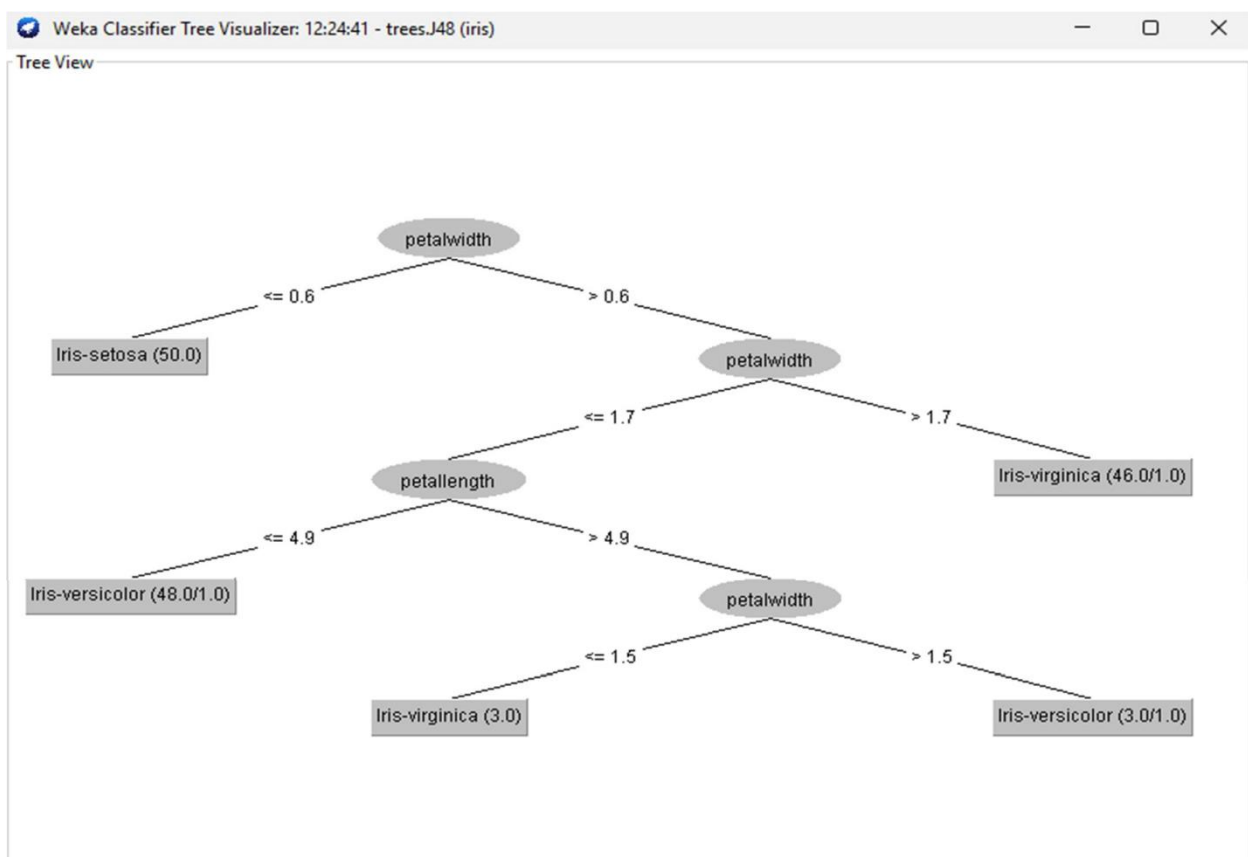 Weka Classifier Tree Visualizer: 12:24:41 - trees.J48 (iris)
Tree View
petalwidth
<= 0.6
> 0.6
Iris-setosa (50.0)
petalwidth
<= 1.7
> 1.7
petallength
Iris-virginica (46.0/1.0)
<= 4.9
> 4.9
Iris-versicolor (48.0/1.0)
petalwidth
<= 1.5
> 1.5
Iris-virginica (3.0)
Iris-versicolor (3.0/1.0)